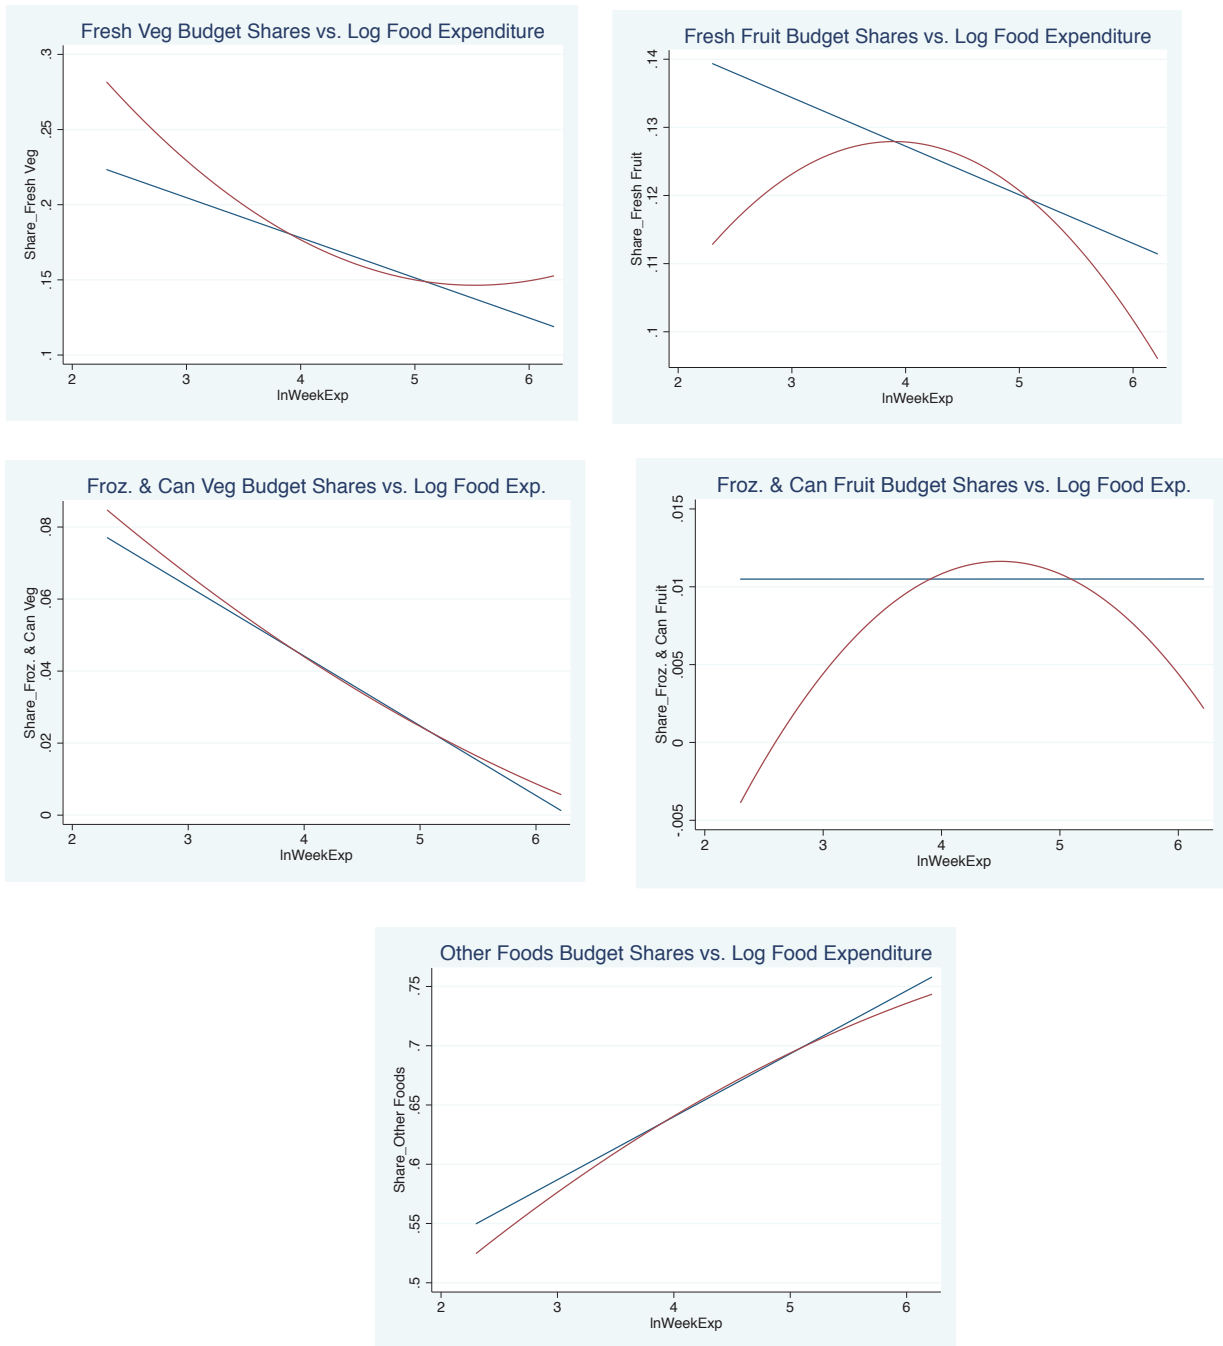 Fresh Veg Budget Shares vs. Log Food Expenditure
Share_Fresh Veg
.3
.25
.2
.15
.1
2 3 4 5 6
lnWeekExp
Fresh Fruit Budget Shares vs. Log Food Expenditure
Share_Fresh Fruit
.14
.13
.12
.11
.1
2 3 4 5 6
lnWeekExp
Froz. & Can Veg Budget Shares vs. Log Food Exp.
Share_Froz. & Can Veg
.08
.06
.04
.02
0
2 3 4 5 6
lnWeekExp
Froz. & Can Fruit Budget Shares vs. Log Food Exp.
Share_Froz. & Can Fruit
.015
.01
.005
0
-.005
2 3 4 5 6
lnWeekExp
Other Foods Budget Shares vs. Log Food Expenditure
Share_Other Foods
.75
.7
.65
.6
.55
.5
2 3 4 5 6
lnWeekExp